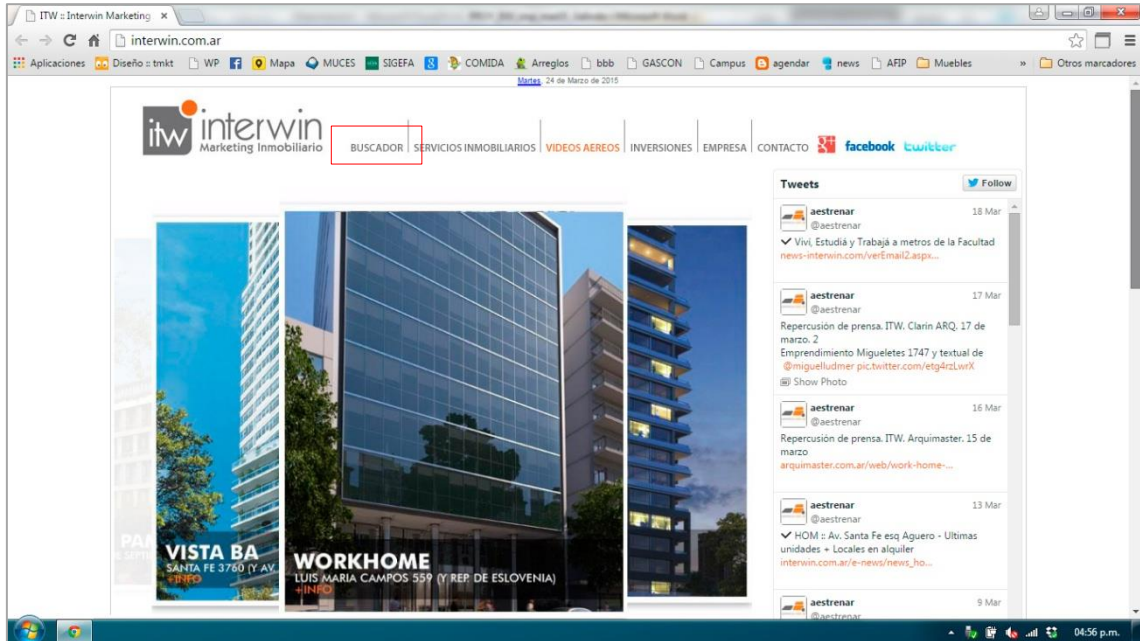 ITW :: Interwin Marketing
interwin.com.ar
Aplicaciones Diseño :: tmkt WP Mapa MUCES SIGEFA COMIDA Arreglos bbb GASCON Campus agendar news AFIP Muebles » Otros marcadores
Martes, 24 de Marzo de 2015
itw interwin
Marketing Inmobiliario
BUSCADOR SERVICIOS INMOBILIARIOS VIDEOS AEREOS INVERSIONES EMPRESA CONTACTO facebook twitter
Tweets Follow
aestrenar 18 Mar
@aestrenar
✔ Viví, Estudiá y Trabajá a metros de la Facultad
news-interwin.com/verEmail2.aspx...
aestrenar 17 Mar
@aestrenar
Repercusión de prensa. ITW. Clarín ARQ. 17 de
marzo. 2
Emprendimiento Migueletes 1747 y textual de
@miguelludmer pic.twitter.com/etg4rzLwrX
Show Photo
aestrenar 16 Mar
@aestrenar
Repercusión de prensa. ITW. Arquimaster. 15 de
marzo
arquimaster.com.ar/web/work-home-...
aestrenar 13 Mar
@aestrenar
✔ HOM :: Av. Santa Fe esq Aguero - Ultimas
unidades + Locales en alquiler
interwin.com.ar/e-news/news_ho...
aestrenar 9 Mar
@aestrenar
VISTA BA
SANTA FE 3760 (Y AV
+INFO
WORKHOME
LUIS MARIA CAMPOS 559 (Y REP. DE ESLOVENIA)
+INFO
04:56 p.m.